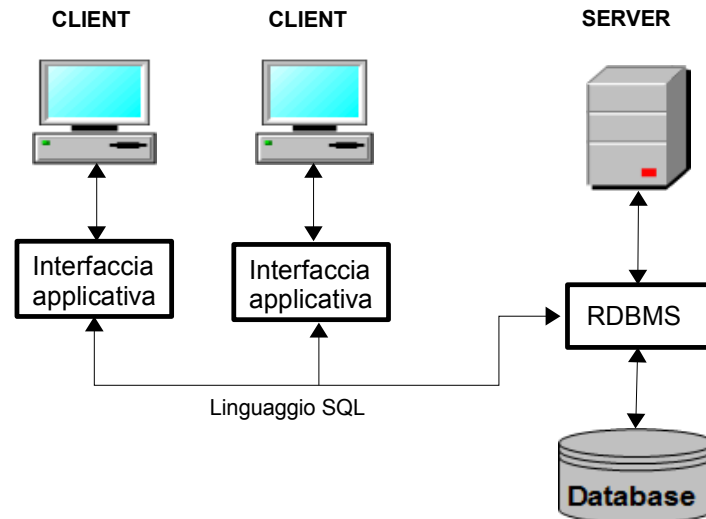 CLIENT
CLIENT
SERVER
Interfaccia
applicativa
Interfaccia
applicativa
RDBMS
Linguaggio SQL
Database